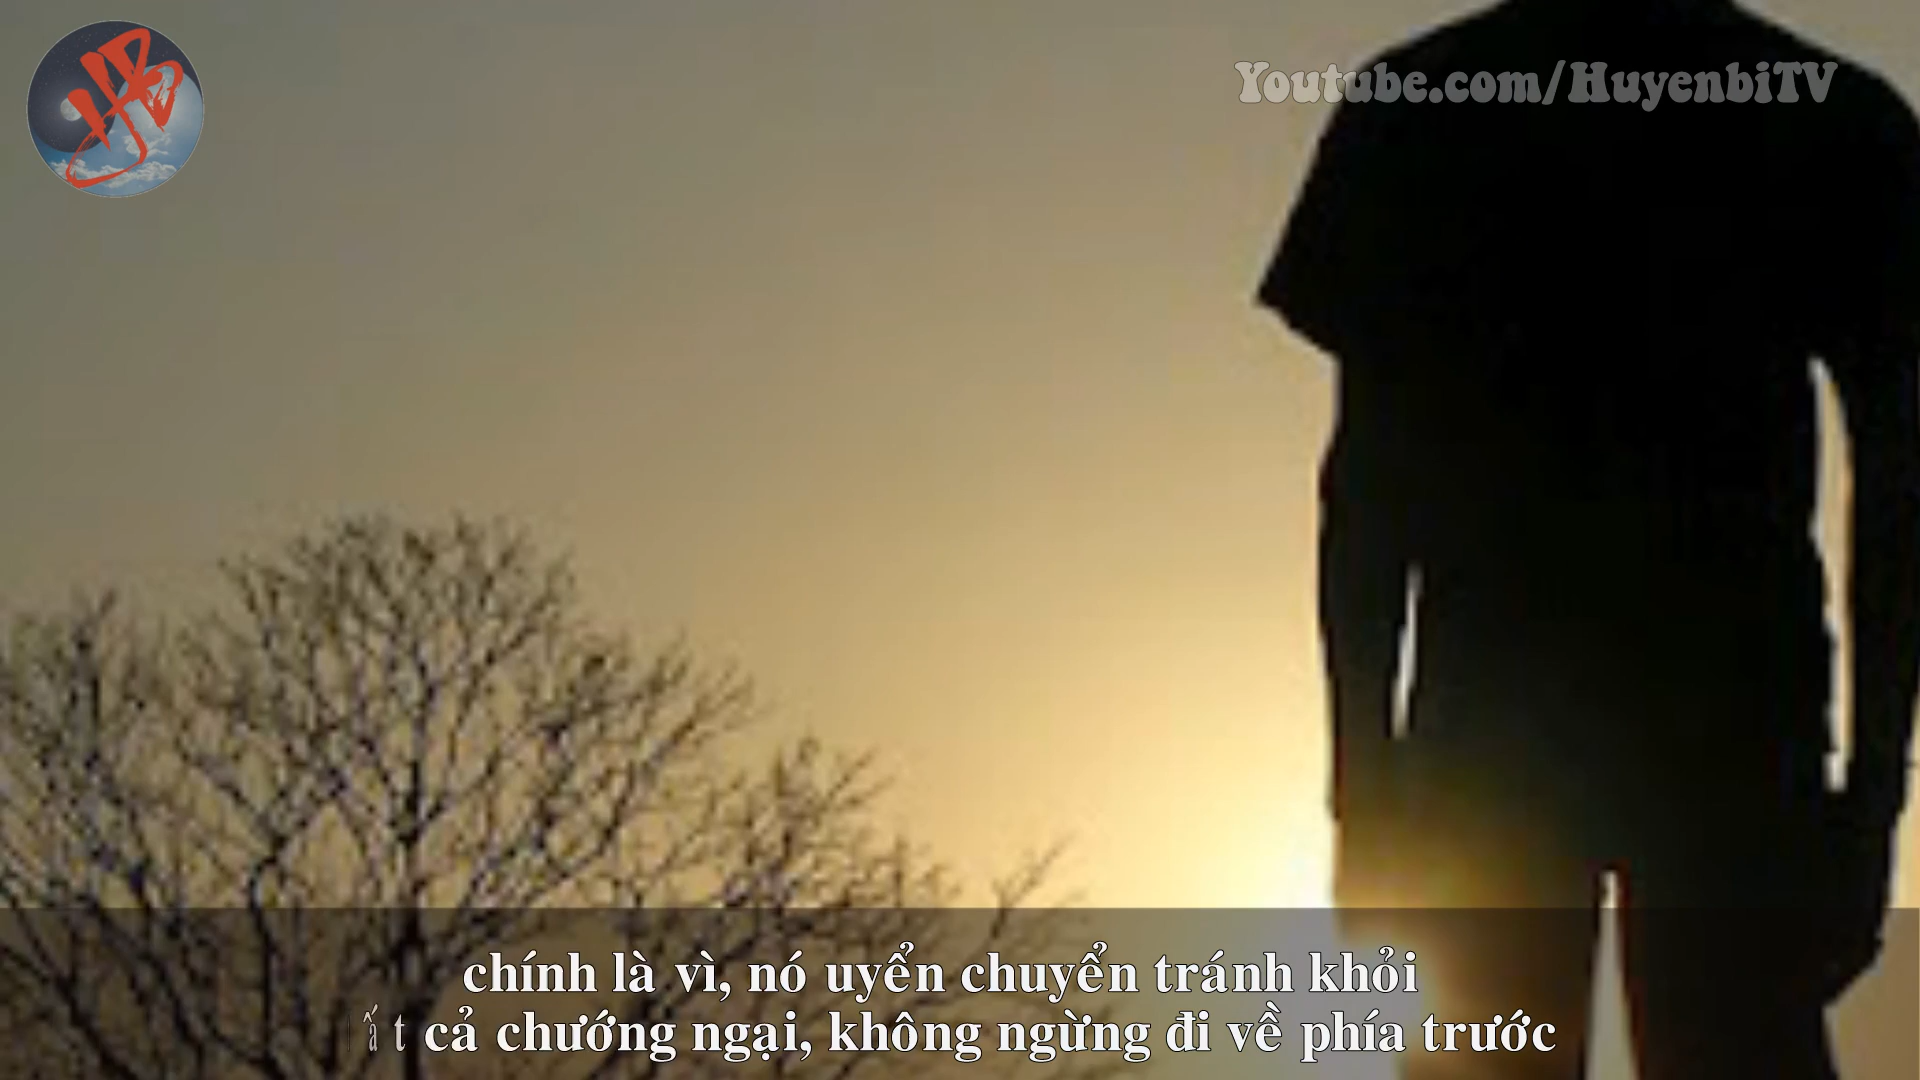 Youtube.com/HuyenbiTV
chính là vì, nó uyển chuyển tránh khỏi
tất cả chướng ngại, không ngừng đi về phía trước